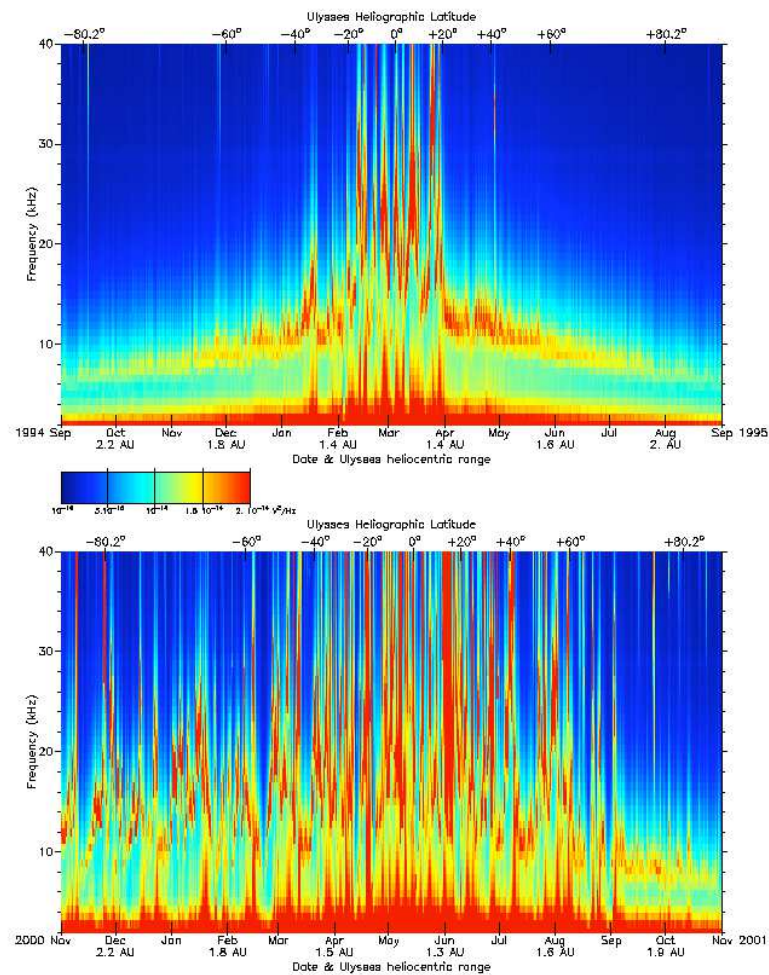 Ulysses Heliographic Latitude
-80.2° -60° -40° -20° 0° +20° +40° +60° +80.2°
40
30
20
10
Frequency (kHz)
1994 Sep Oct Nov Dec Jan Feb Mar Apr May Jun Jul Aug Sep 1995
2.2 AU 1.8 AU 1.4 AU 1.4 AU 1.6 AU 2. AU
Date & Ulysses heliocentric range
V²/Hz
Ulysses Heliographic Latitude
-80.2° -60° -40° -20° 0° +20° +40° +60° +80.2°
40
30
20
10
Frequency (kHz)
2000 Nov Dec Jan Feb Mar Apr May Jun Jul Aug Sep Oct Nov 2001
2.2 AU 1.8 AU 1.5 AU 1.3 AU 1.6 AU 1.9 AU
Date & Ulysses heliocentric range